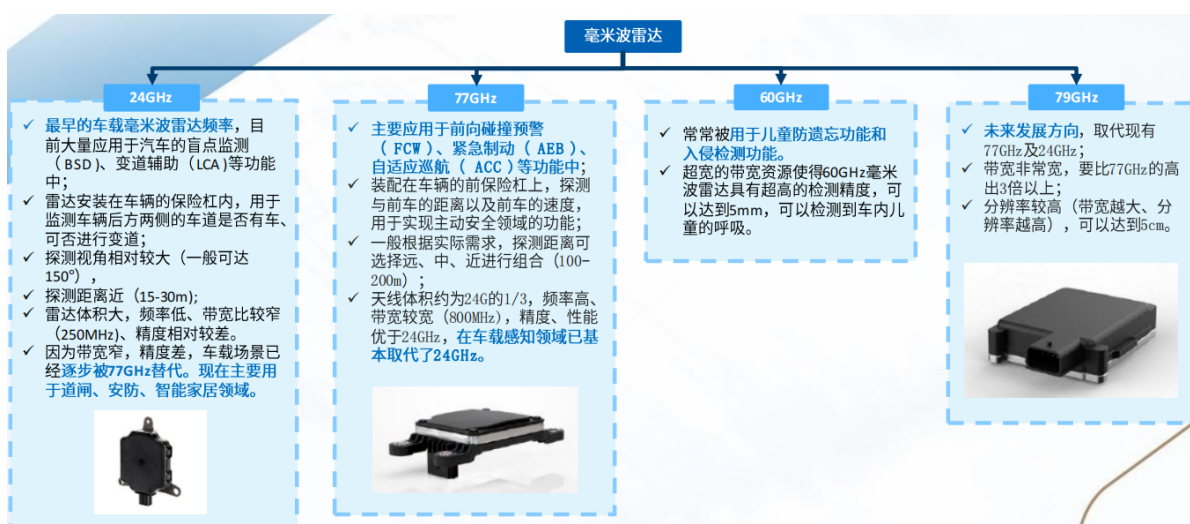 毫米波雷达
24GHz
✓ 最早的车载毫米波雷达频率，目
前大量应用于汽车的盲点监测
（BSD）、变道辅助（LCA）等功能
中；
✓ 雷达安装在车辆的保险杠内，用于
监测车辆后方两侧的车道是否有车、
可否进行变道；
✓ 探测视角相对较大（一般可达
150°），
✓ 探测距离近（15-30m);
✓ 雷达体积大，频率低、带宽比较窄
（250MHz）、精度相对较差。
✓ 因为带宽窄，精度差，车载场景已
经逐步被77GHz替代。现在主要用
于道闸、安防、智能家居领域。
77GHz
✓ 主要应用于前向碰撞预警
（FCW）、紧急制动（AEB）、
自适应巡航（ACC）等功能中；
✓ 装配在车辆的前保险杠上，探测
与前车的距离以及前车的速度，
用于实现主动安全领域的功能；
✓ 一般根据实际需求，探测距离可
选择远、中、近进行组合（100-
200m）；
✓ 天线体积约为24G的1/3，频率高、
带宽较宽（800MHz），精度、性能
优于24GHz，在车载感知领域已基
本取代了24GHz。
60GHz
✓ 常常被用于儿童防遗忘功能和
入侵检测功能。
✓ 超宽的带宽资源使得60GHz毫米
波雷达具有超高的检测精度，可
以达到5mm，可以检测到车内儿
童的呼吸。
79GHz
✓ 未来发展方向，取代现有
77GHz及24GHz；
✓ 带宽非常宽，要比77GHz的高
出3倍以上；
✓ 分辨率较高（带宽越大、分
辨率越高），可以达到5cm。